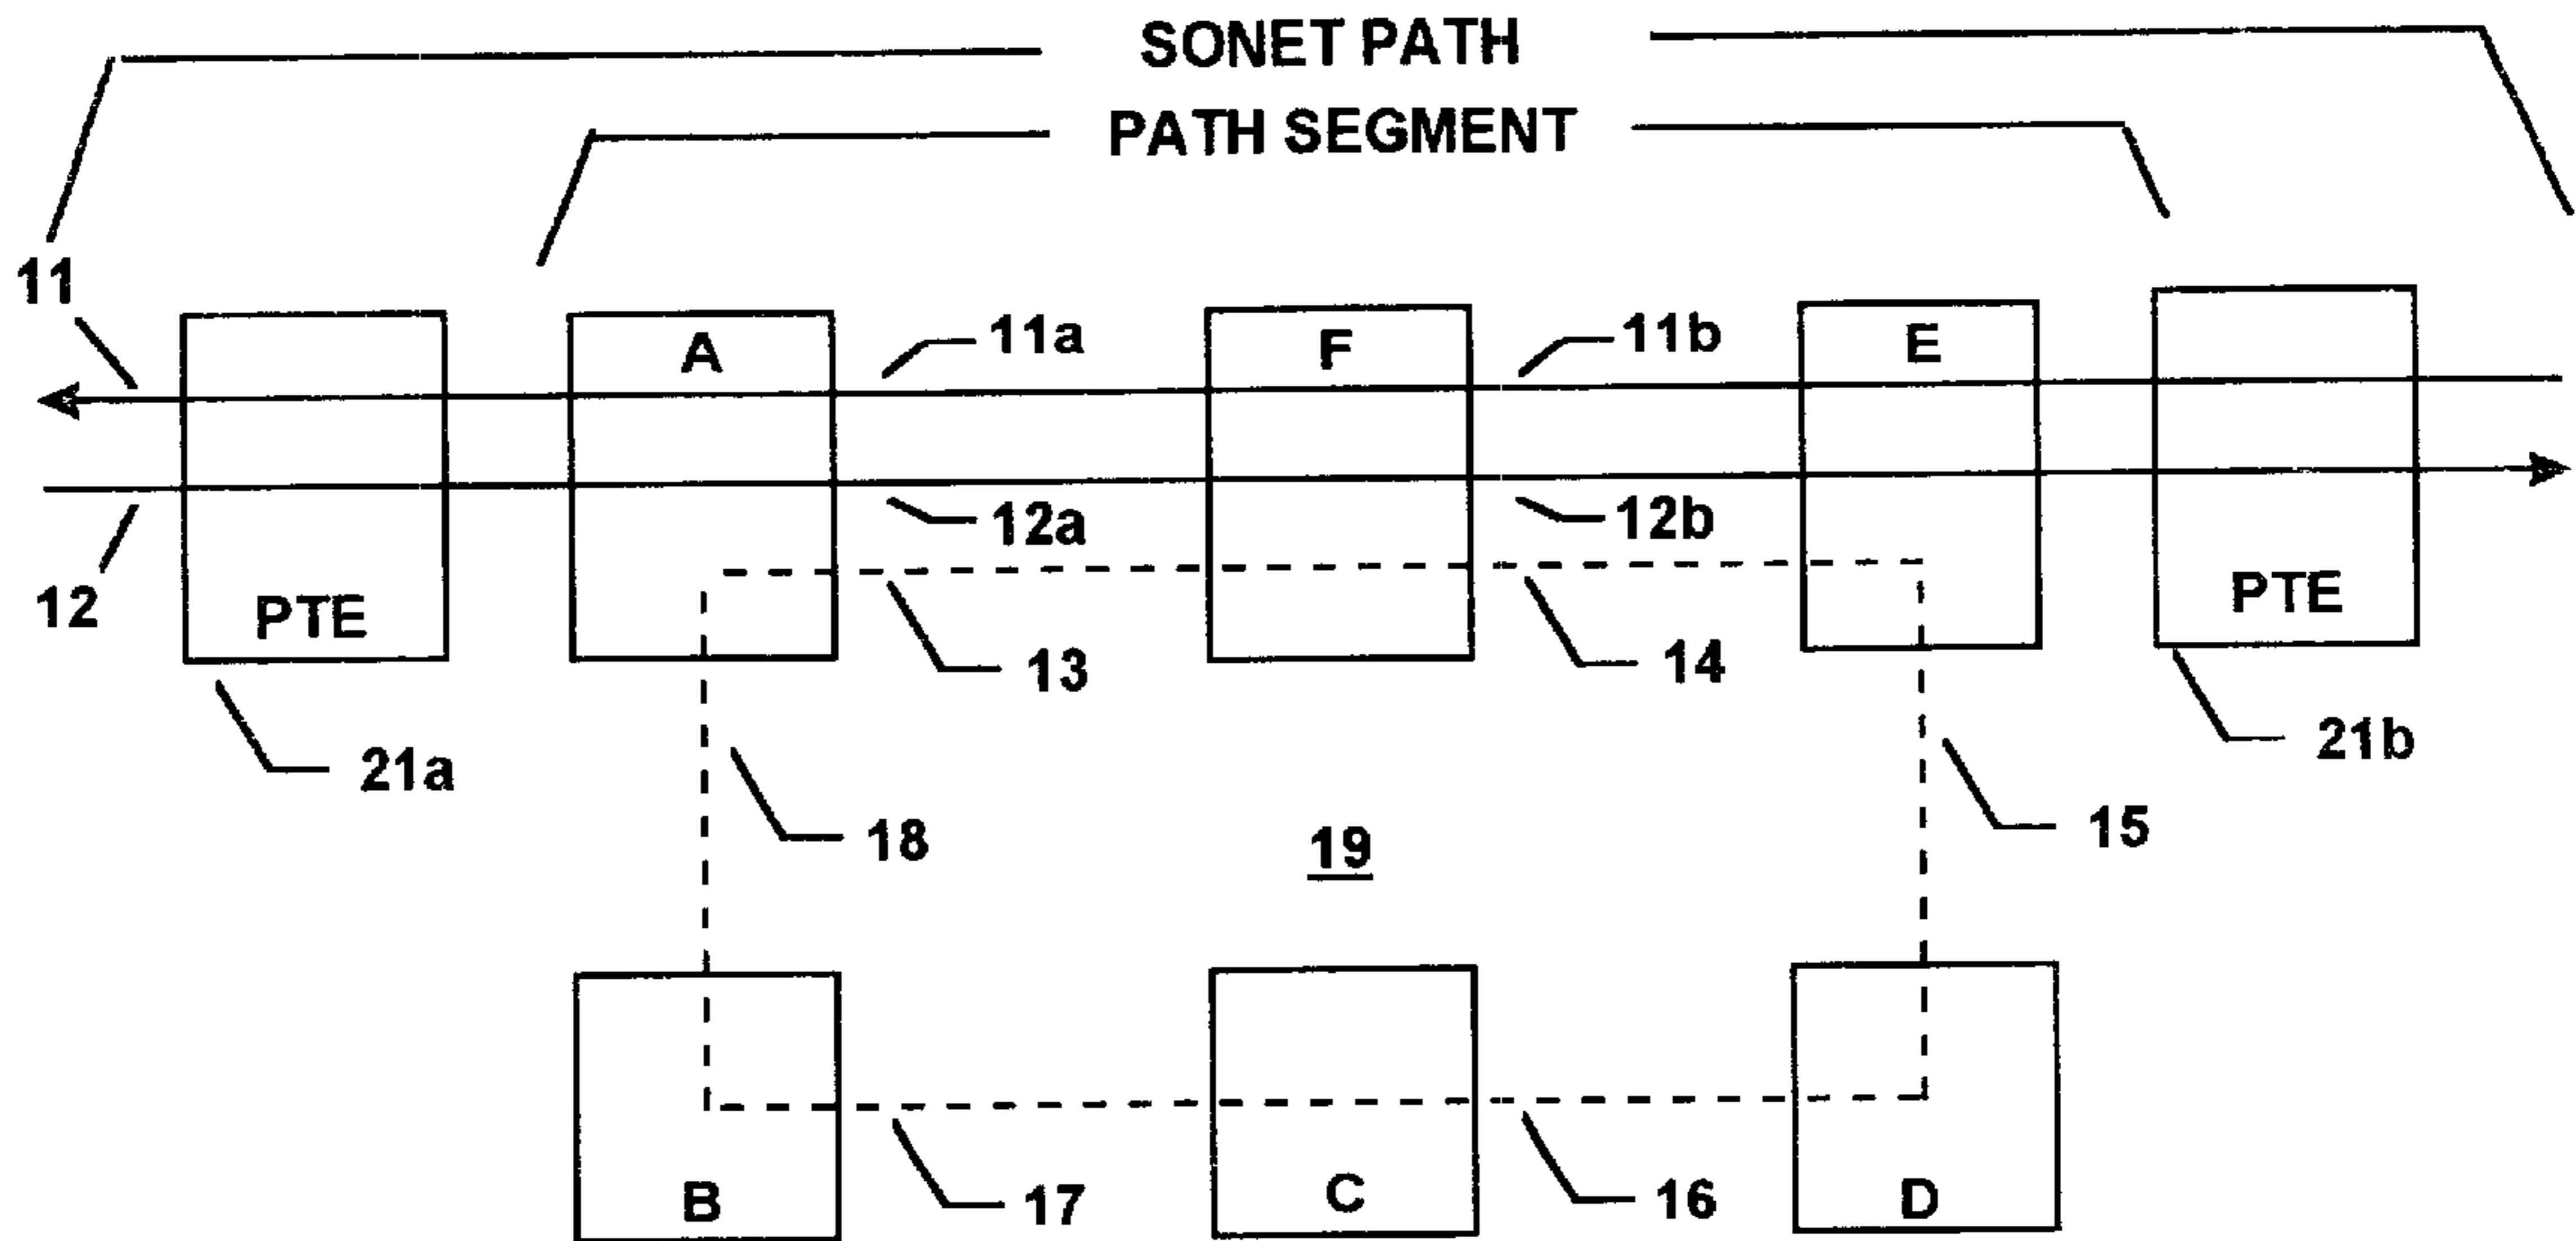 SONET PATH
PATH SEGMENT
11
A
11a
F
11b
E
12
PTE
12a
12b
PTE
13
14
21a
21b
18
19
15
B
17
C
16
D